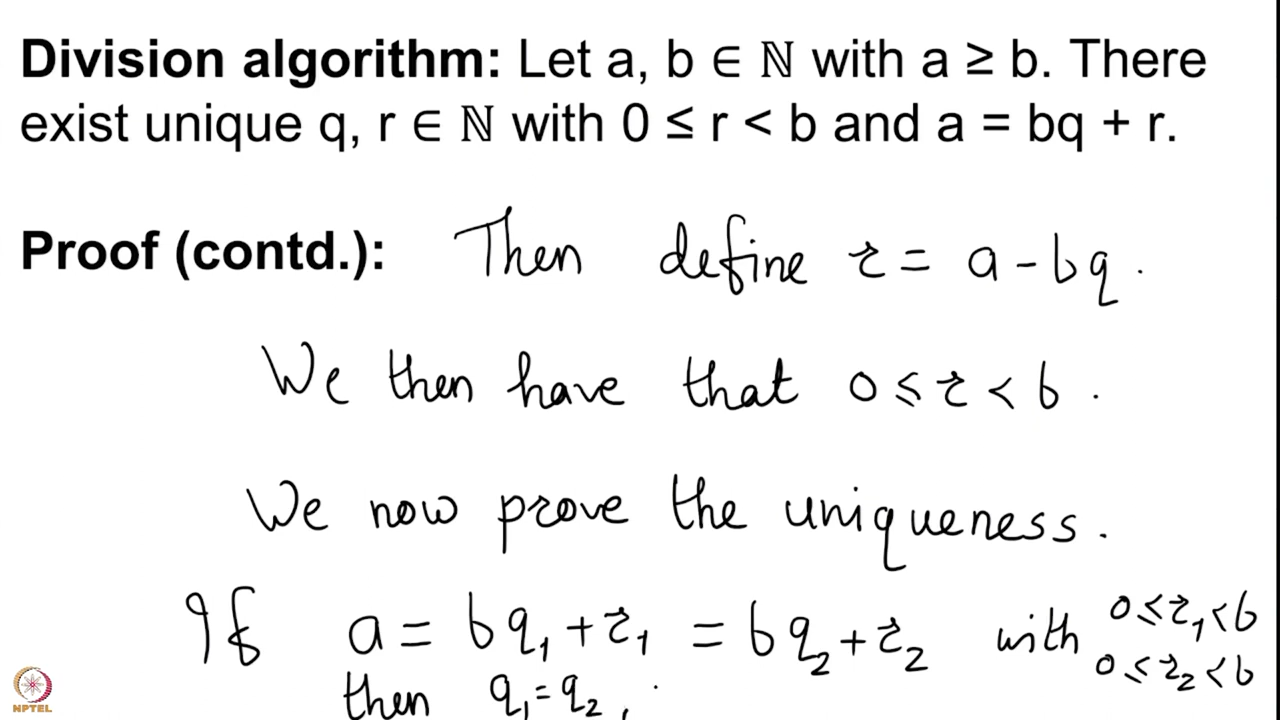 Division algorithm: Let a, b ∈ ℕ with a ≥ b. There
exist unique q, r ∈ ℕ with 0 ≤ r < b and a = bq + r.
Proof (contd.): Then define r = a - bq.
We then have that 0 ≤ r < b.
We now prove the uniqueness.
If a = bq₁ + r₁ = bq₂ + r₂ with 0 ≤ r₁ < b
0 ≤ r₂ < b
then q₁ = q₂,
NPTEL